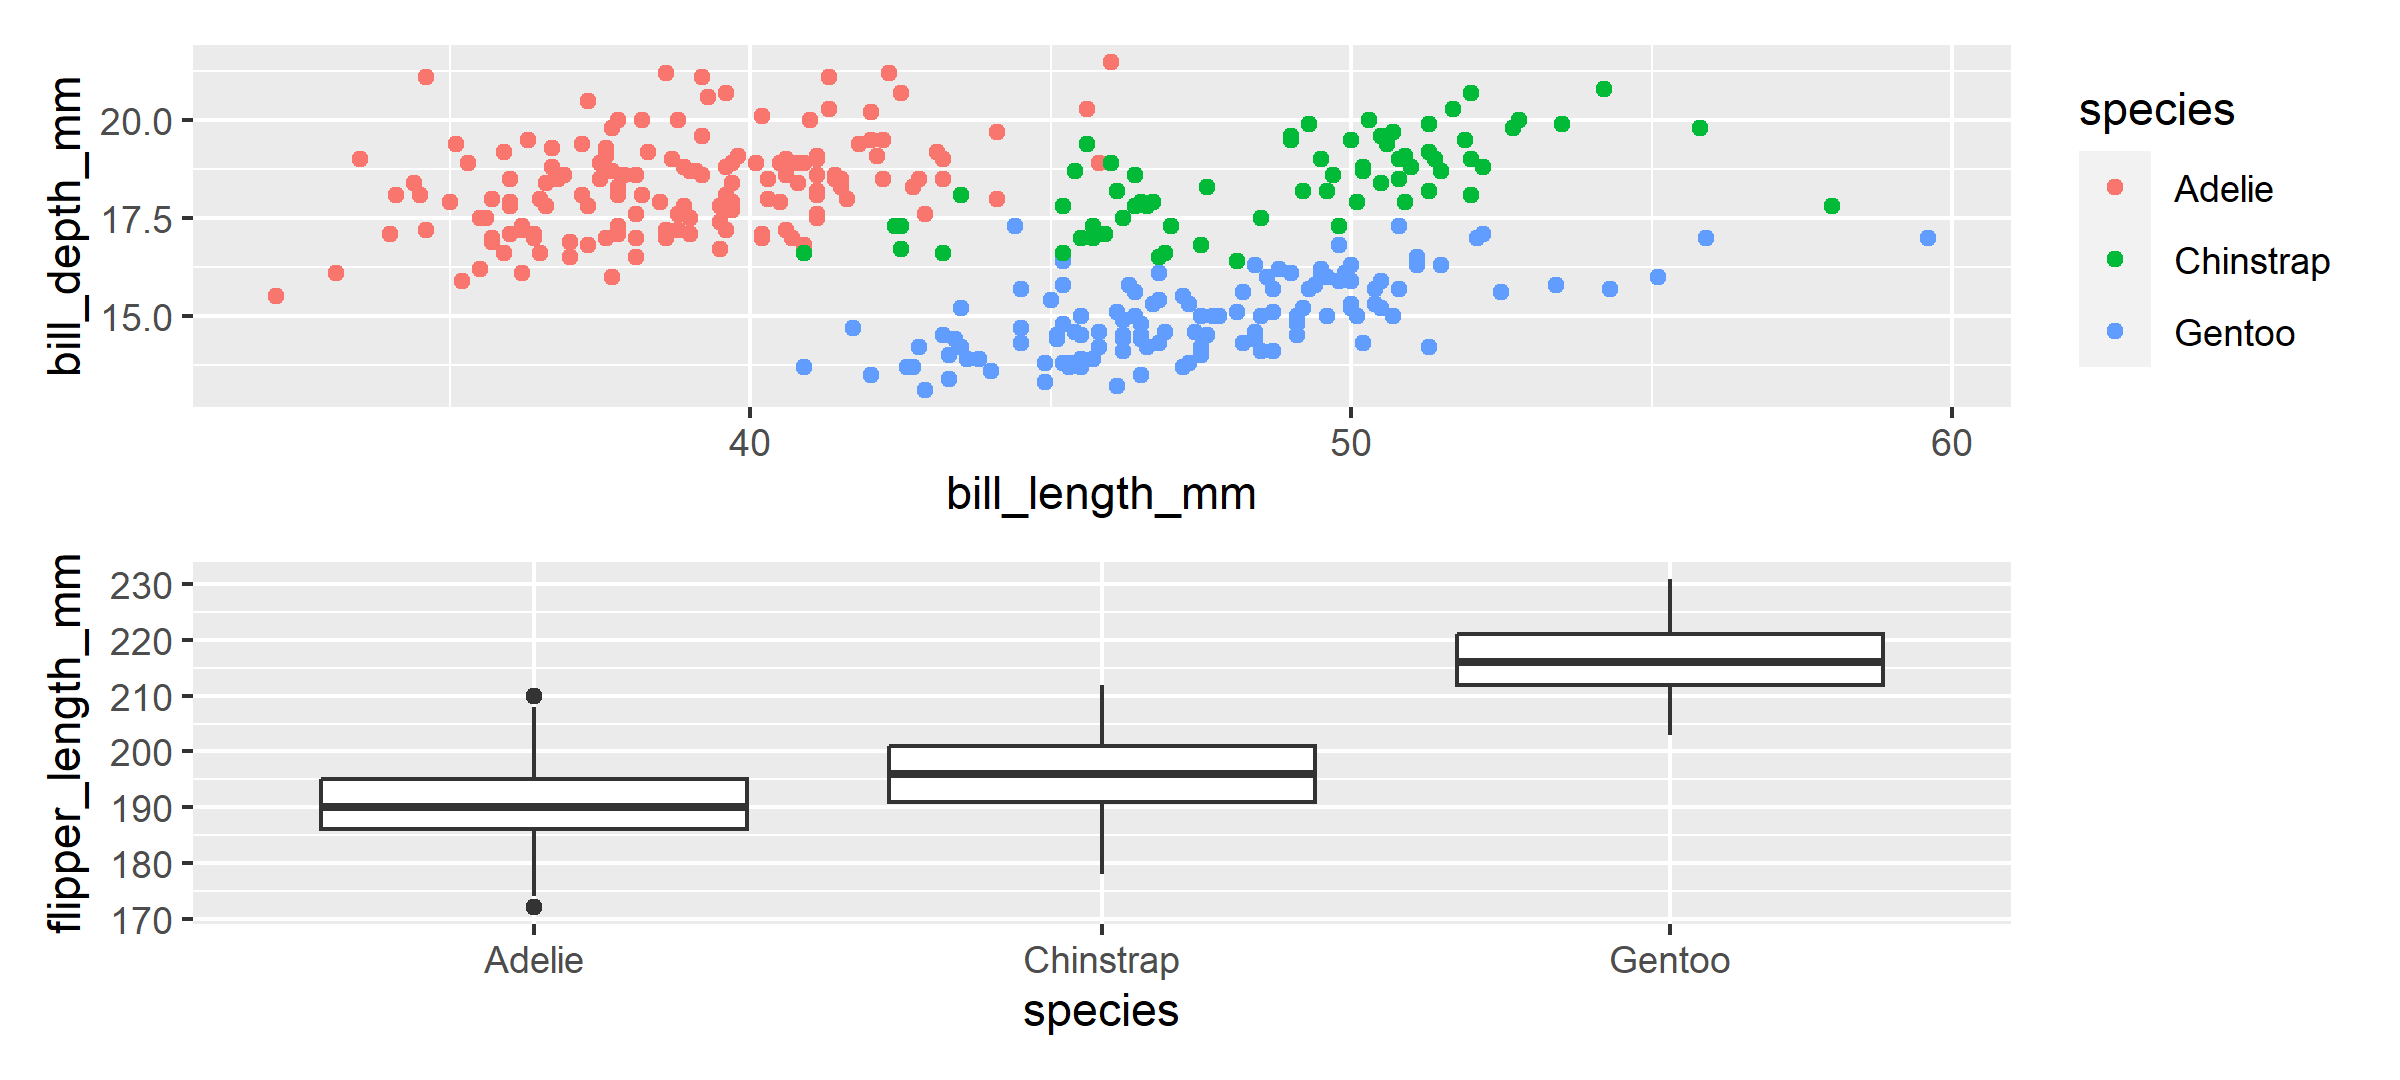 bill_depth_mm
20.0
17.5
15.0
40 50 60
bill_length_mm
species
Adelie
Chinstrap
Gentoo
flipper_length_mm
230
220
210
200
190
180
170
Adelie Chinstrap Gentoo
species